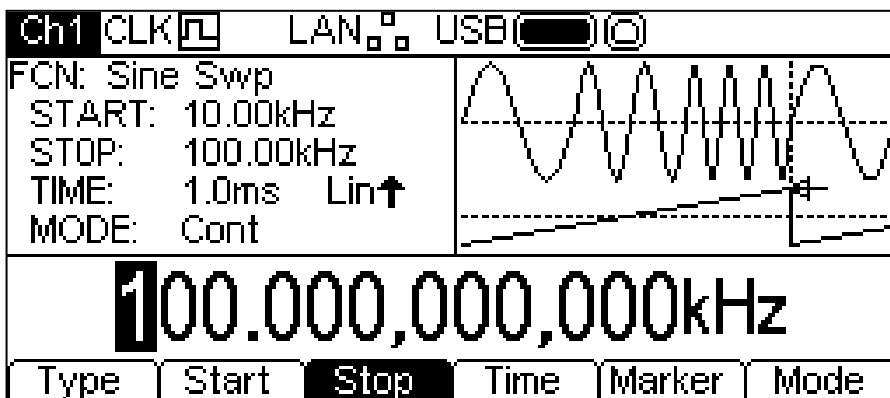 Ch1 CLK LAN USB
FCN: Sine Swp
START: 10.00kHz
STOP: 100.00kHz
TIME: 1.0ms Lin↑
MODE: Cont
100.000,000,000kHz
Type Start Stop Time Marker Mode